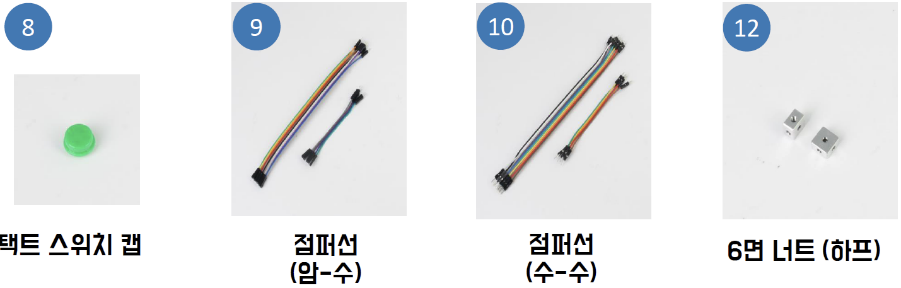 8
9
10
12
택트 스위치 캡
점퍼선
(암-수)
점퍼선
(수-수)
6면 너트 (하프)